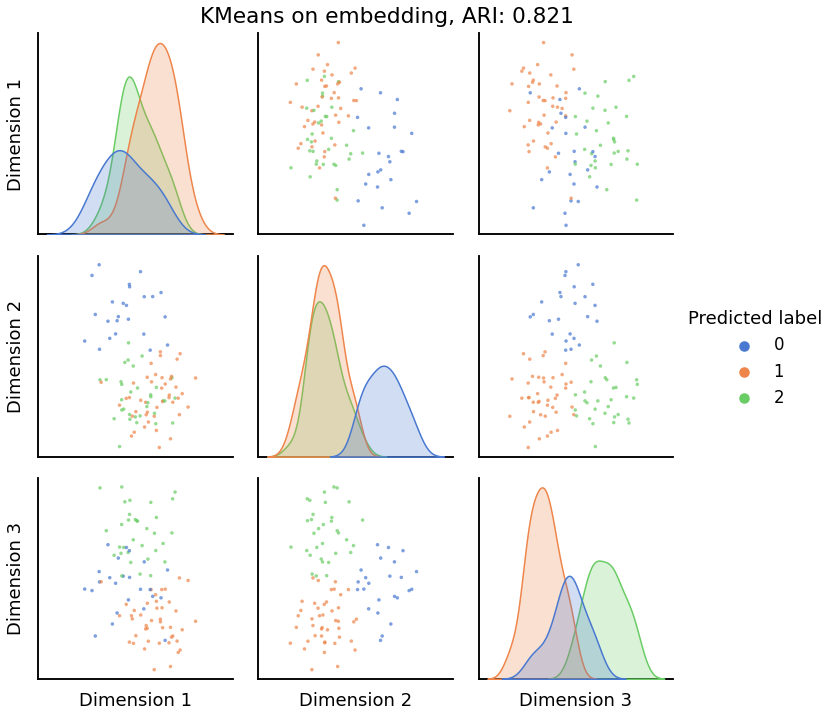 KMeans on embedding, ARI: 0.821
Dimension 1
Dimension 2
Dimension 3
Predicted label
0
1
2
Dimension 1
Dimension 2
Dimension 3